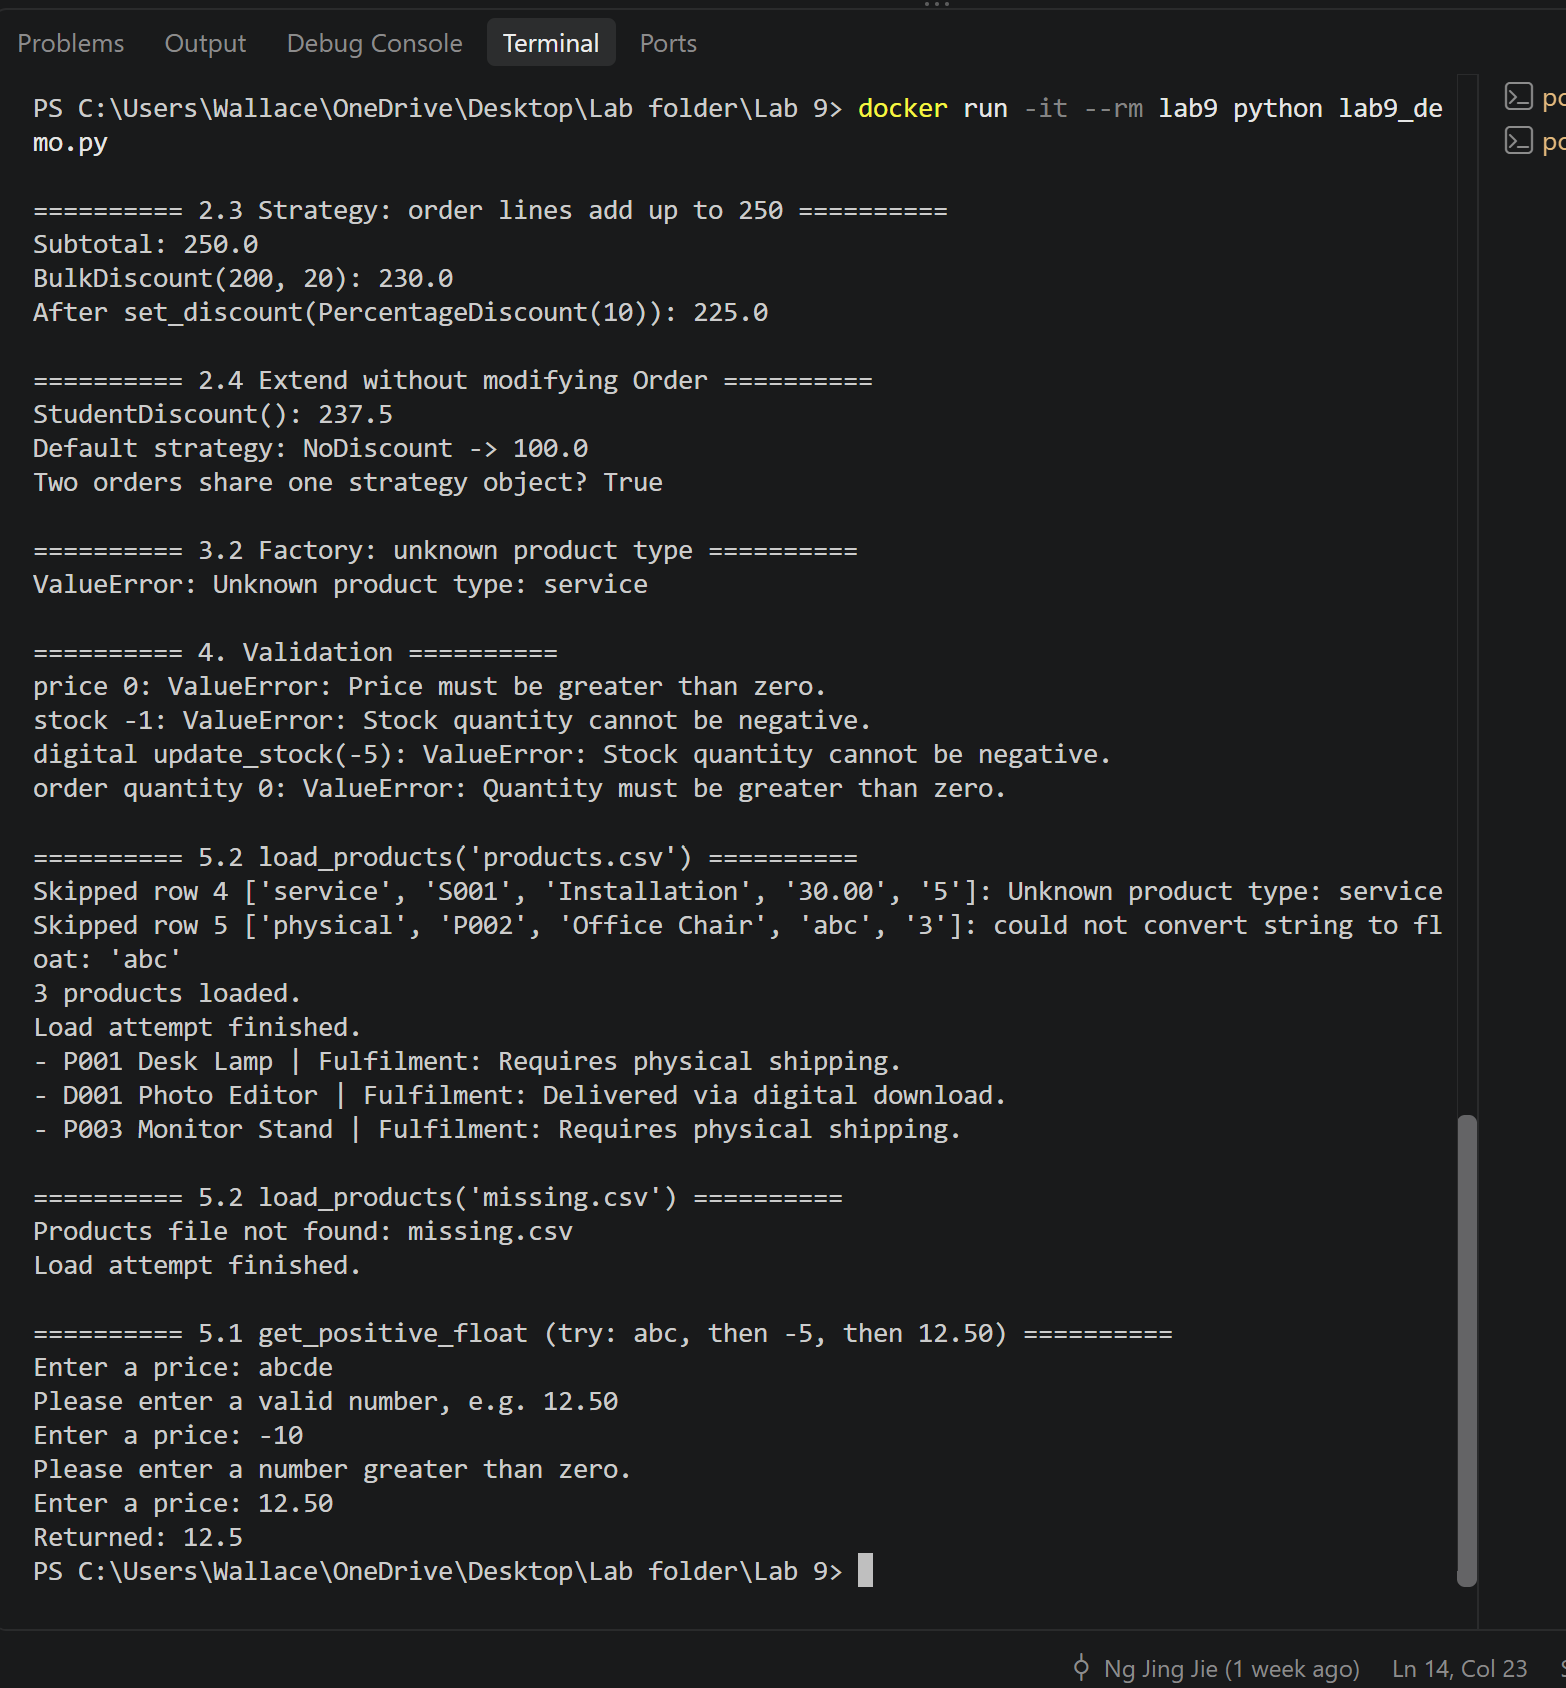 Problems Output Debug Console Terminal Ports
PS C:\Users\Wallace\OneDrive\Desktop\Lab folder\Lab 9> docker run -it --rm lab9 python lab9_de
mo.py
========== 2.3 Strategy: order lines add up to 250 ==========
Subtotal: 250.0
BulkDiscount(200, 20): 230.0
After set_discount(PercentageDiscount(10)): 225.0
========== 2.4 Extend without modifying Order ==========
StudentDiscount(): 237.5
Default strategy: NoDiscount -> 100.0
Two orders share one strategy object? True
========== 3.2 Factory: unknown product type ==========
ValueError: Unknown product type: service
========== 4. Validation ==========
price 0: ValueError: Price must be greater than zero.
stock -1: ValueError: Stock quantity cannot be negative.
digital update_stock(-5): ValueError: Stock quantity cannot be negative.
order quantity 0: ValueError: Quantity must be greater than zero.
========== 5.2 load_products('products.csv') ==========
Skipped row 4 ['service', 'S001', 'Installation', '30.00', '5']: Unknown product type: service
Skipped row 5 ['physical', 'P002', 'Office Chair', 'abc', '3']: could not convert string to fl
oat: 'abc'
3 products loaded.
Load attempt finished.
- P001 Desk Lamp | Fulfilment: Requires physical shipping.
- D001 Photo Editor | Fulfilment: Delivered via digital download.
- P003 Monitor Stand | Fulfilment: Requires physical shipping.
========== 5.2 load_products('missing.csv') ==========
Products file not found: missing.csv
Load attempt finished.
========== 5.1 get_positive_float (try: abc, then -5, then 12.50) ==========
Enter a price: abcde
Please enter a valid number, e.g. 12.50
Enter a price: -10
Please enter a number greater than zero.
Enter a price: 12.50
Returned: 12.5
PS C:\Users\Wallace\OneDrive\Desktop\Lab folder\Lab 9>
Ng Jing Jie (1 week ago) Ln 14, Col 23